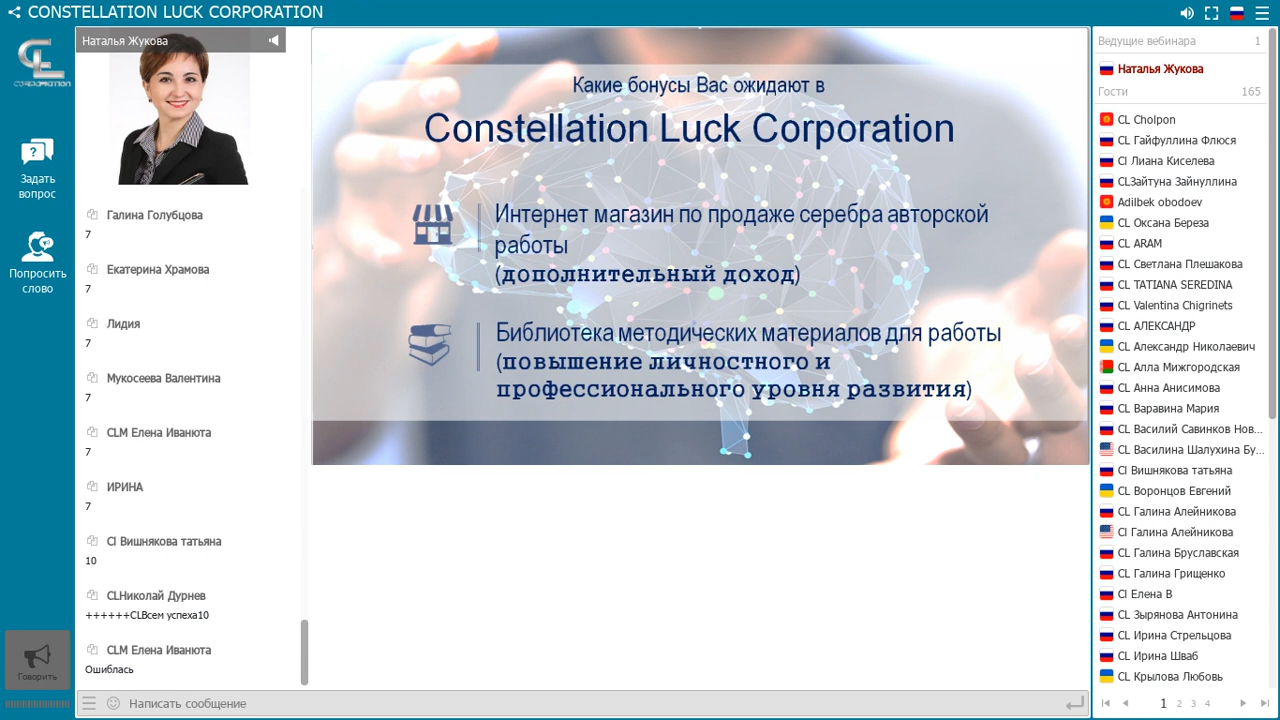 CONSTELLATION LUCK CORPORATION
CL
CORPORATION
Задать
вопрос
Попросить
слово
Говорить
Наталья Жукова
Галина Голубцова
7
Екатерина Храмова
7
Лидия
7
Мукосеева Валентина
7
CLM Елена Иванюта
7
ИРИНА
7
Cl Вишнякова татьяна
10
CLНиколай Дурнев
++++++CLВсем успеха10
CLM Елена Иванюта
Ошиблась
Написать сообщение
Какие бонусы Вас ожидают в
Constellation Luck Corporation
Интернет магазин по продаже серебра авторской
работы
(дополнительный доход)
Библиотека методических материалов для работы
(повышение личностного и
профессионального уровня развития)
Ведущие вебинара 1
Наталья Жукова
Гости 165
CL Cholpon
CL Гайфуллина Флюся
Cl Лиана Киселева
CLЗайтуна Зайнуллина
Adilbek obodoev
CL Оксана Береза
CL ARAM
CL Светлана Плешакова
CL TATIANA SEREDINA
CL Valentina Chigrinets
CL АЛЕКСАНДР
CL Александр Николаевич
CL Алла Мижгородская
CL Анна Анисимова
CL Варавина Мария
CL Василий Савинков Нов...
CL Василина Шалухина Бу...
Cl Вишнякова татьяна
CL Воронцов Евгений
CL Галина Алейникова
Cl Галина Алейникова
CL Галина Бруславская
CL Галина Грищенко
Cl Елена В
CL Зырянова Антонина
CL Ирина Стрельцова
CL Ирина Шваб
CL Крылова Любовь
1 2 3 4